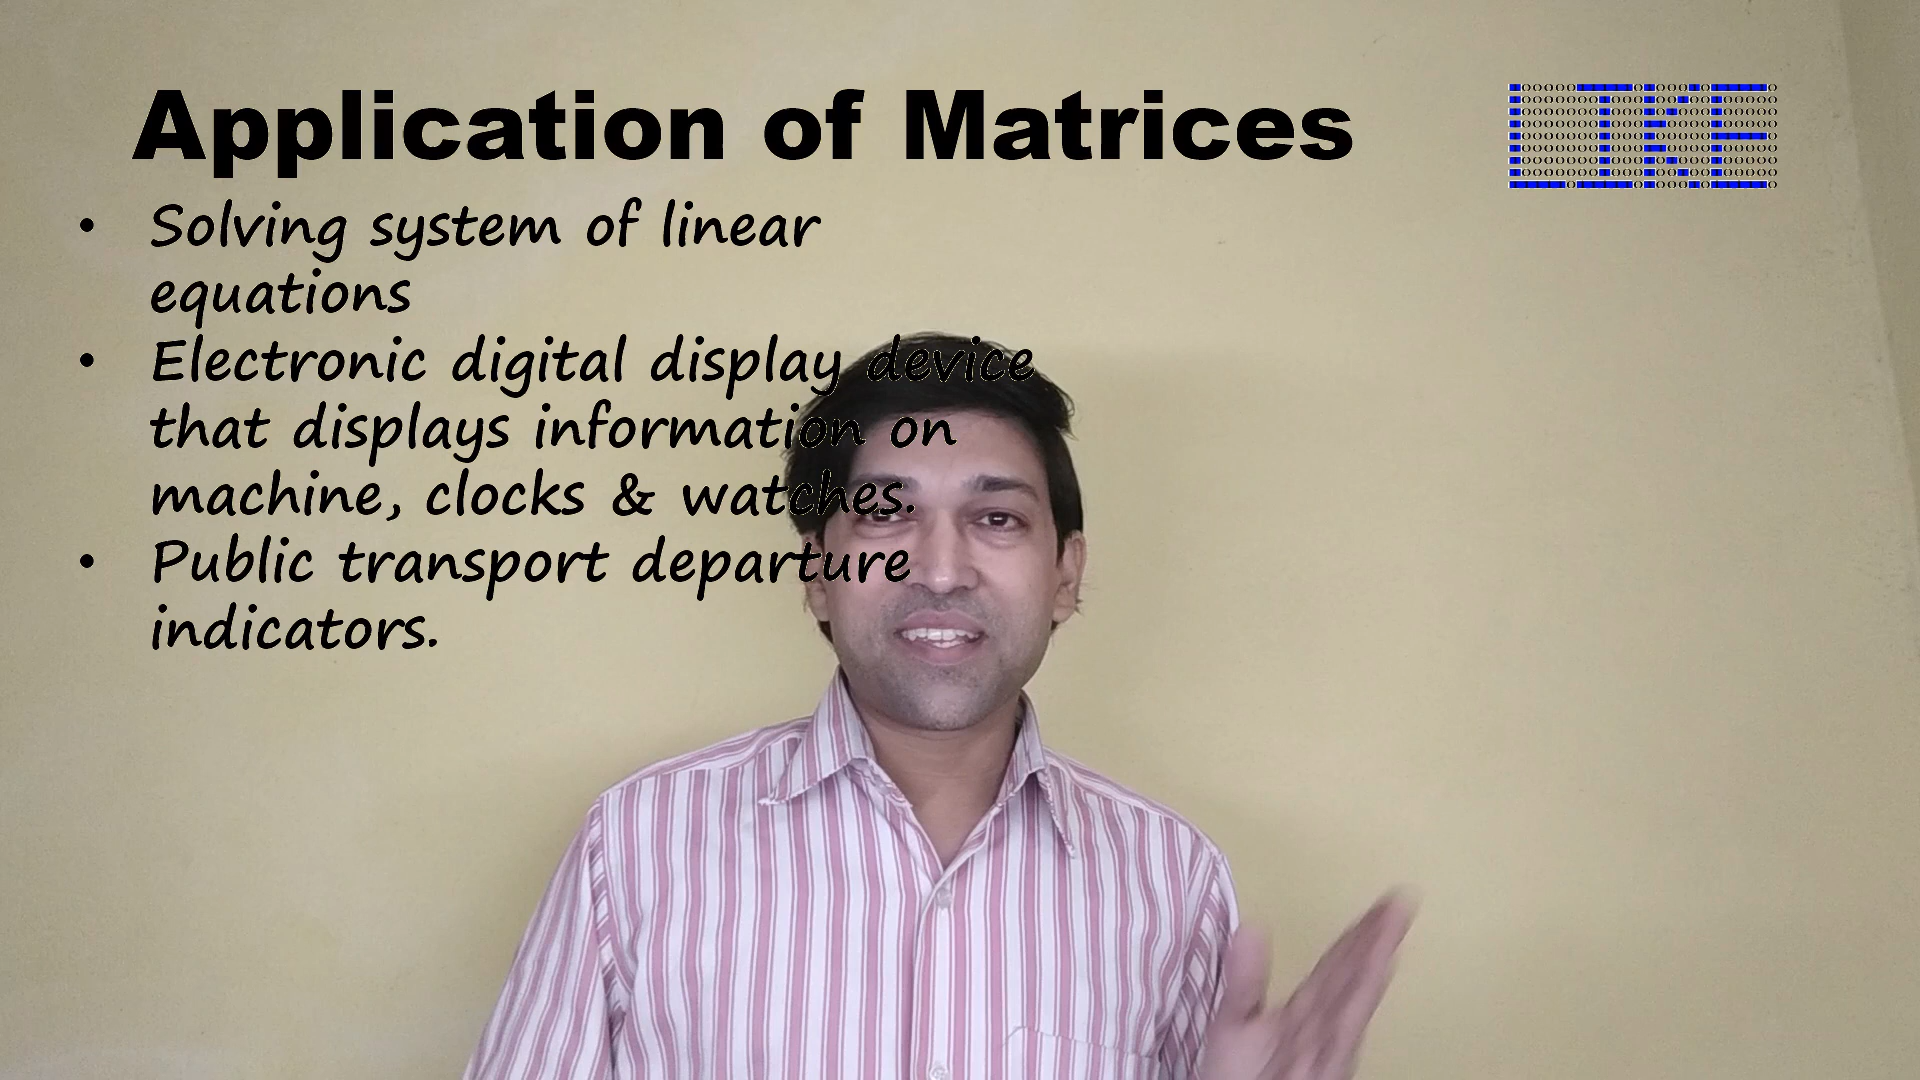 Application of Matrices
LIKE
• Solving system of linear
equations
• Electronic digital display device
that displays information on
machine, clocks & watches.
• Public transport departure
indicators.